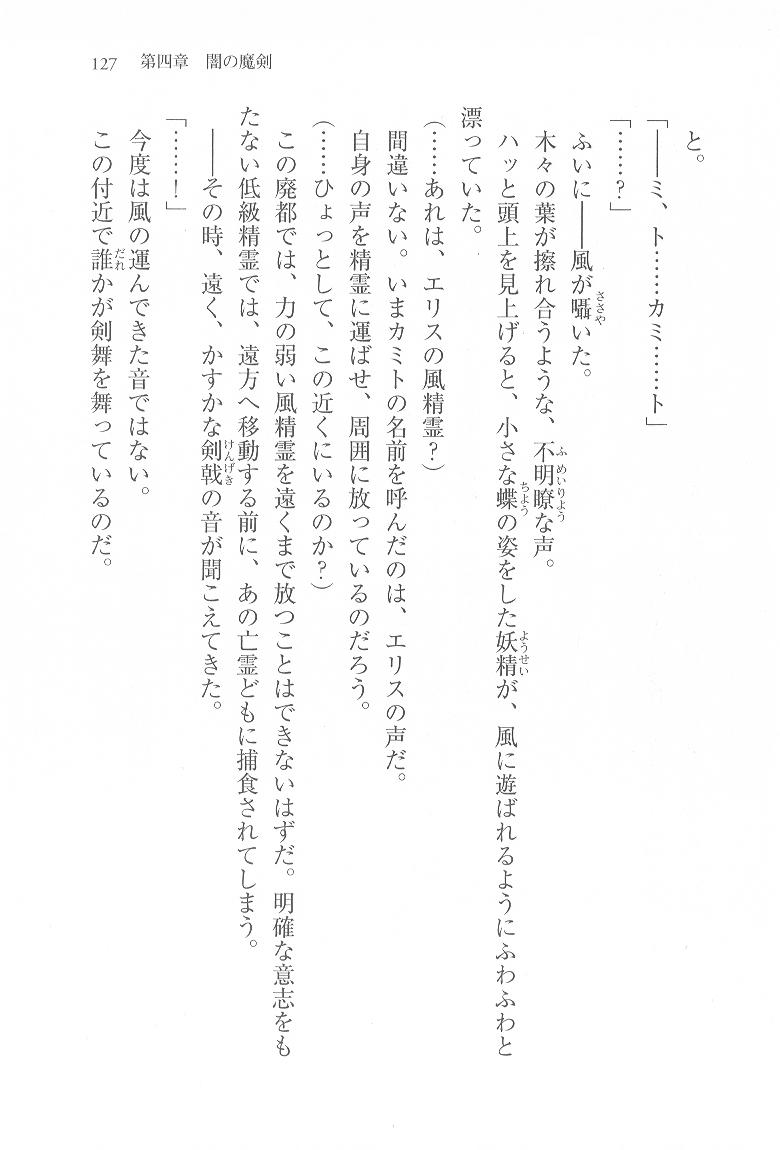 127　第四章　闇の魔剣
と。
「――ミ、ト……カミ……ト」
「……?」
ふいに――風が囁いた。
木々の葉が擦れ合うような、不明瞭な声。
ハッと頭上を見上げると、小さな蝶の姿をした妖精が、風に遊ばれるようにふわふわと
漂っていた。
(……あれは、エリスの風精霊?)
間違いない。いまカミトの名前を呼んだのは、エリスの声だ。
自身の声を精霊に運ばせ、周囲に放っているのだろう。
(……ひょっとして、この近くにいるのか?)
この廃都では、力の弱い風精霊を遠くまで放つことはできないはずだ。明確な意志をも
たない低級精霊では、遠方へ移動する前に、あの亡霊どもに捕食されてしまう。
――その時、遠く、かすかな剣戟の音が聞こえてきた。
「……!」
今度は風の運んできた音ではない。
この付近で誰かが剣舞を舞っているのだ。